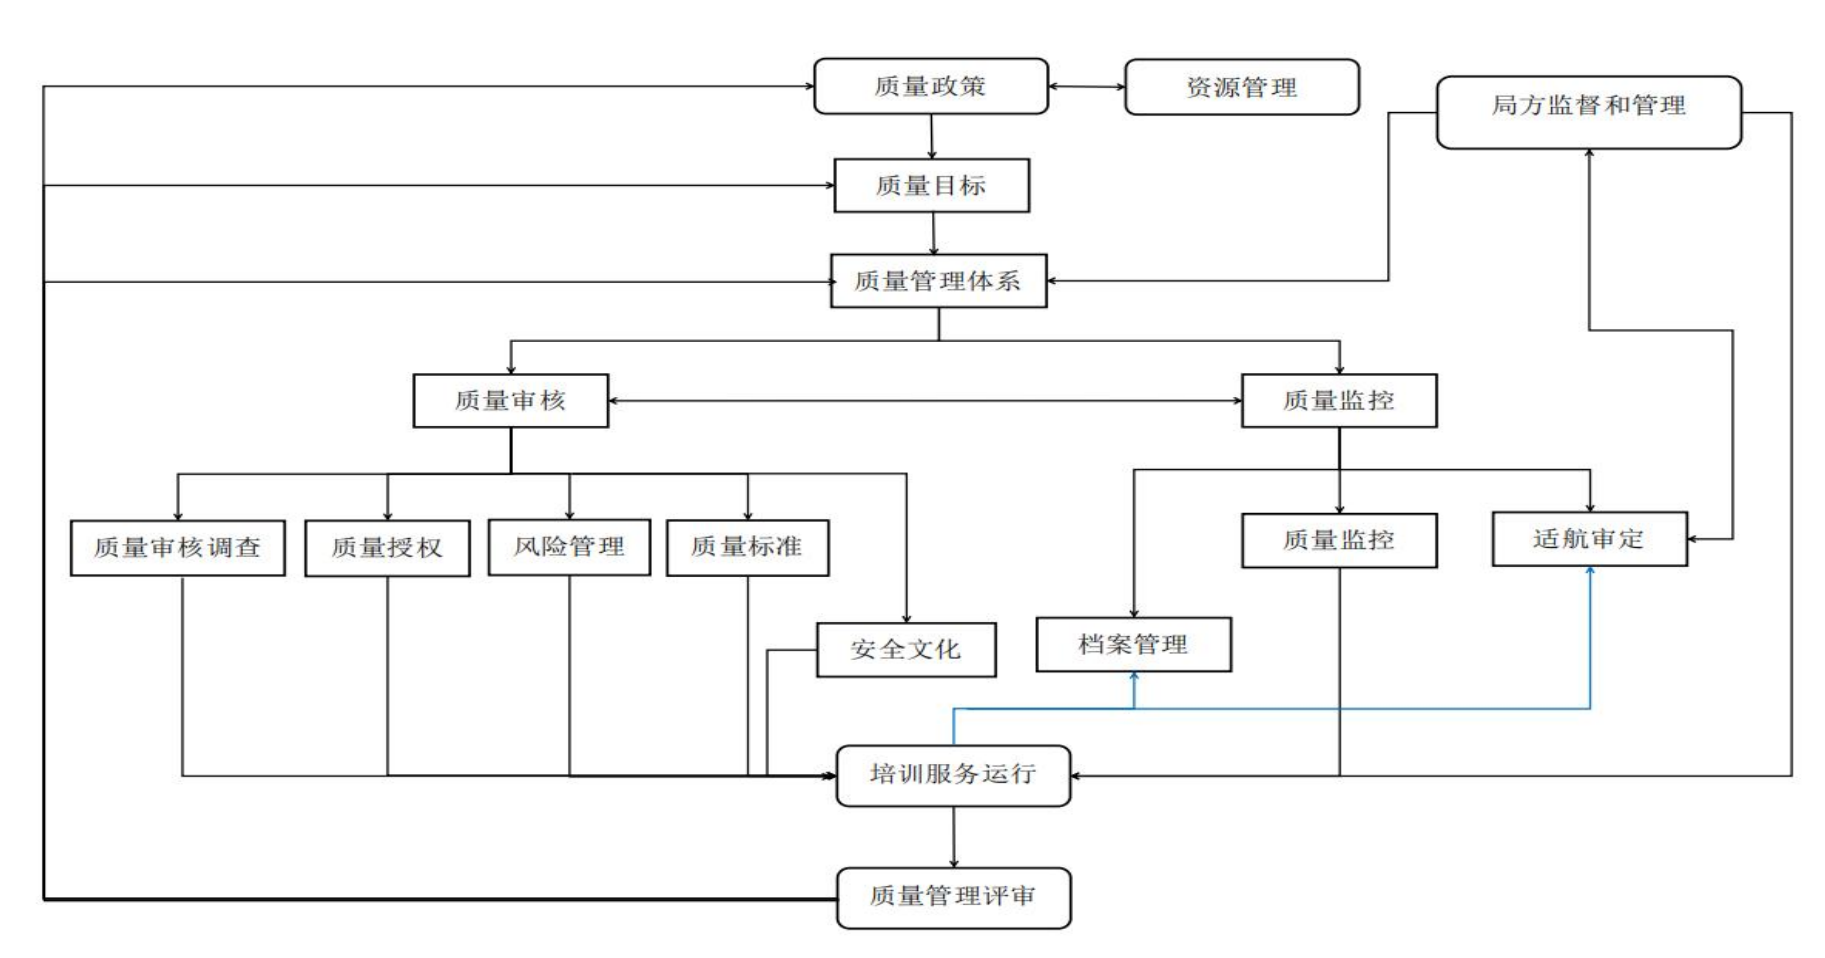 质量政策
资源管理
局方监督和管理
质量目标
质量管理体系
质量审核
质量监控
质量审核调查
质量授权
风险管理
质量标准
质量监控
适航审定
安全文化
档案管理
培训服务运行
质量管理评审